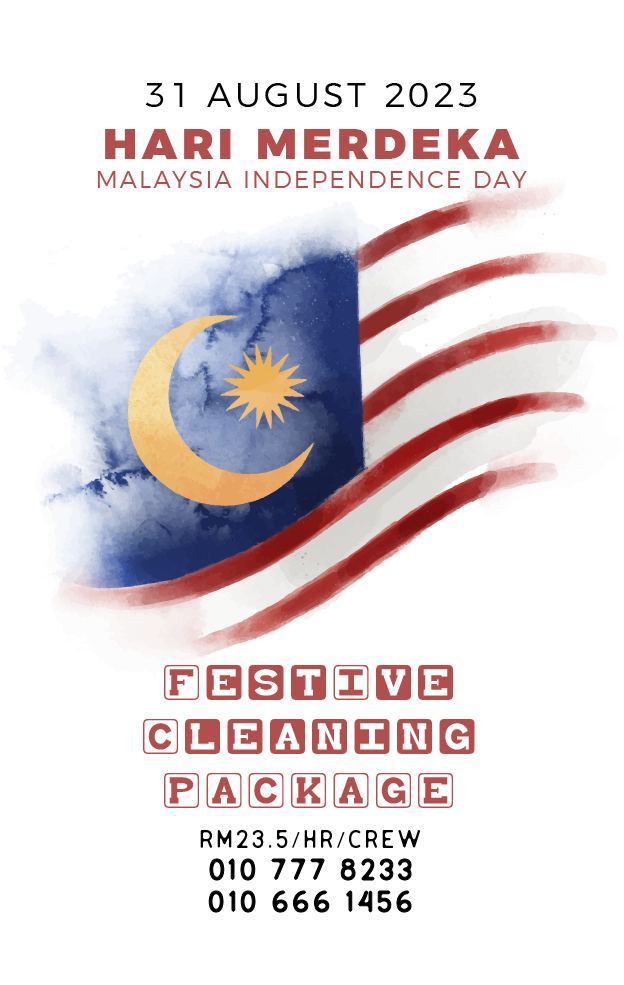 31 AUGUST 2023
HARI MERDEKA
MALAYSIA INDEPENDENCE DAY
FESTIVE
CLEANING
PACKAGE
RM23.5/HR/CREW
010 777 8233
010 666 1456